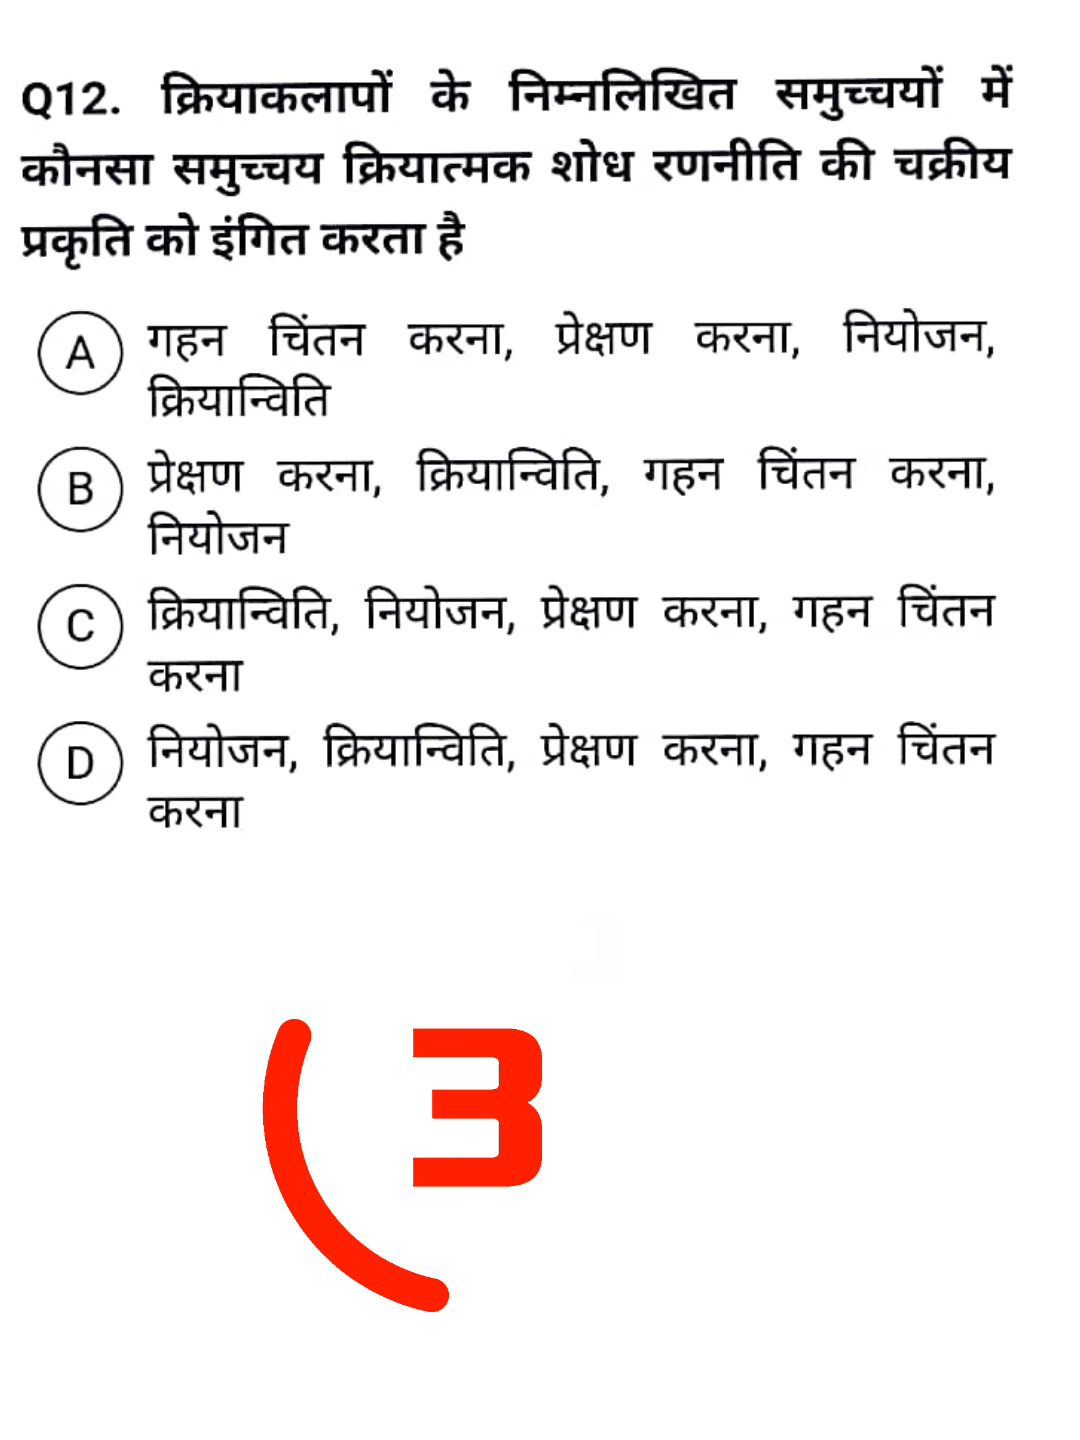 Q12. क्रियाकलापों के निम्नलिखित समुच्चयों में
कौनसा समुच्चय क्रियात्मक शोध रणनीति की चक्रीय
प्रकृति को इंगित करता है
A गहन चिंतन करना, प्रेक्षण करना, नियोजन,
क्रियान्विति
B प्रेक्षण करना, क्रियान्विति, गहन चिंतन करना,
नियोजन
C क्रियान्विति, नियोजन, प्रेक्षण करना, गहन चिंतन
करना
D नियोजन, क्रियान्विति, प्रेक्षण करना, गहन चिंतन
करना
3